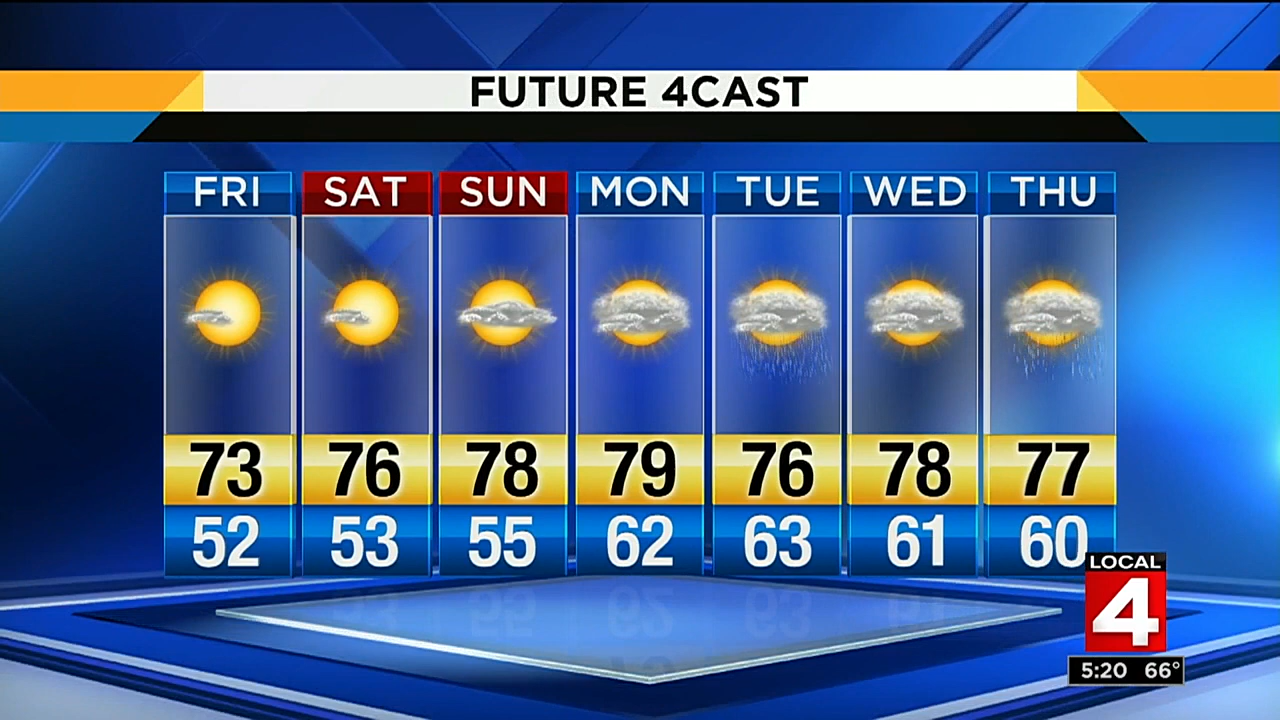 FUTURE 4CAST
FRI SAT SUN MON TUE WED THU
73 76 78 79 76 78 77
52 53 55 62 63 61 60
LOCAL
4
5:20 66°